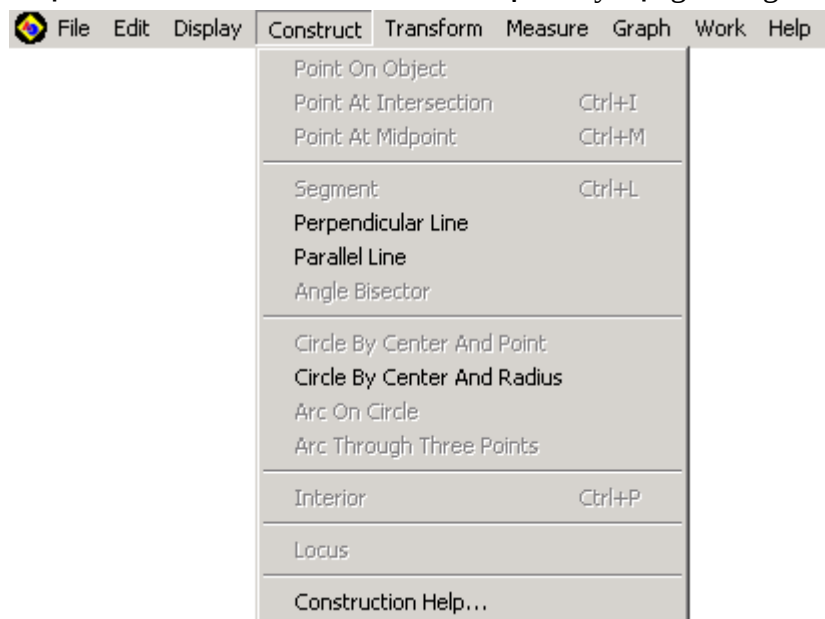 File Edit Display Construct Transform Measure Graph Work Help
Point On Object
Point At Intersection Ctrl+I
Point At Midpoint Ctrl+M
Segment Ctrl+L
Perpendicular Line
Parallel Line
Angle Bisector
Circle By Center And Point
Circle By Center And Radius
Arc On Circle
Arc Through Three Points
Interior Ctrl+P
Locus
Construction Help...